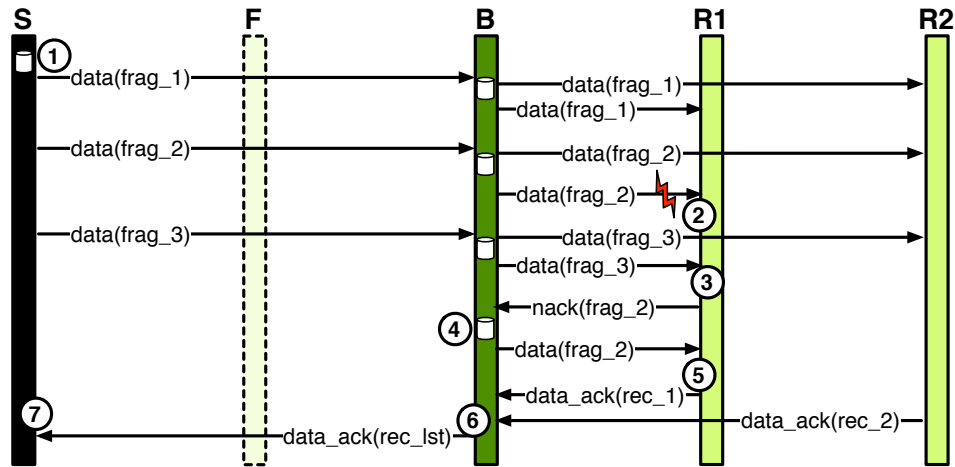 S F B R1 R2
1
data(frag_1)
data(frag_1)
data(frag_1)
data(frag_2)
data(frag_2)
data(frag_2)
2
data(frag_3)
data(frag_3)
data(frag_3)
3
nack(frag_2)
4
data(frag_2)
5
data_ack(rec_1)
7
6
data_ack(rec_2)
data_ack(rec_lst)